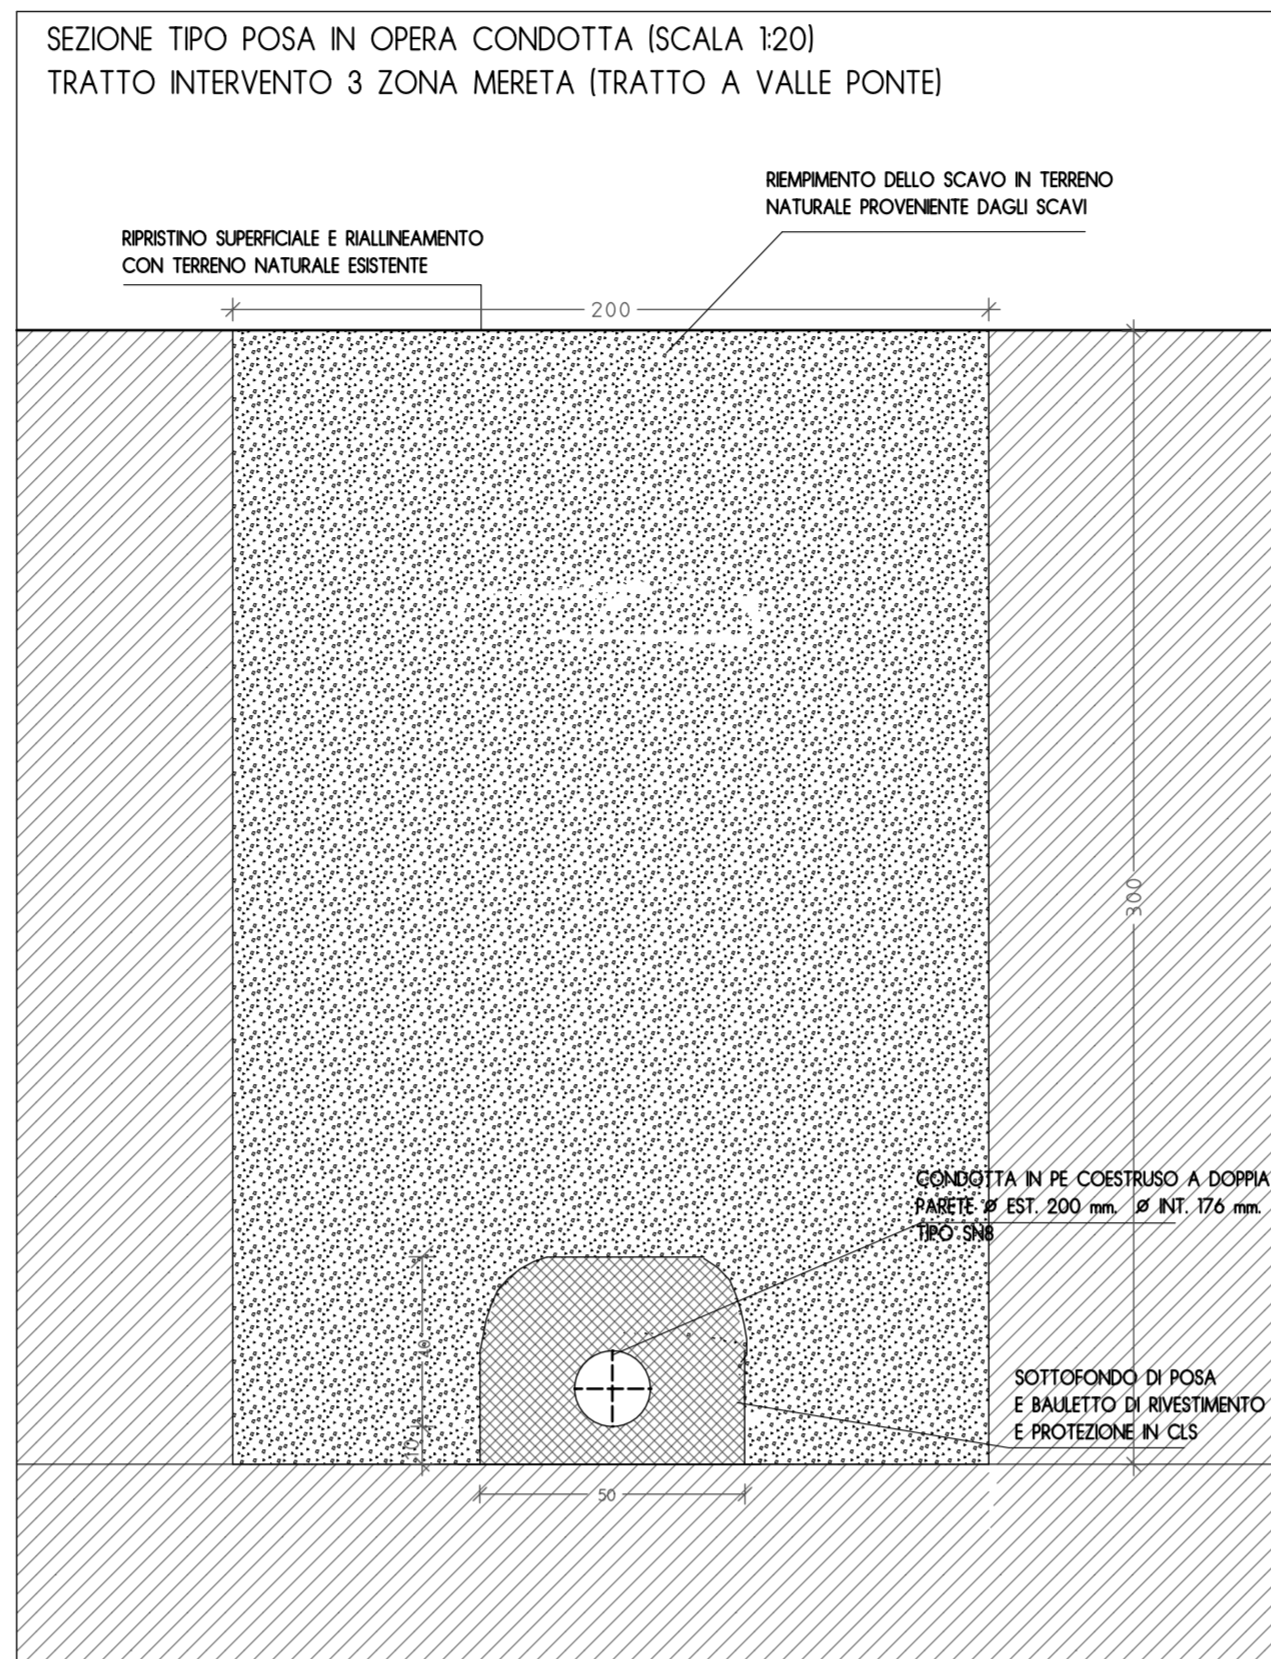 SEZIONE TIPO POSA IN OPERA CONDOTTA (SCALA 1:20)
TRATTO INTERVENTO 3 ZONA MERETA (TRATTO A VALLE PONTE)
RIEMPIMENTO DELLO SCAVO IN TERRENO
NATURALE PROVENIENTE DAGLI SCAVI
RIPRISTINO SUPERFICIALE E RIALLINEAMENTO
CON TERRENO NATURALE ESISTENTE
200
300
CONDOTTA IN PE COESTRUSO A DOPPIA
PARETE Ø EST. 200 mm. Ø INT. 176 mm.
TIPO SN8
SOTTOFONDO DI POSA
E BAULETTO DI RIVESTIMENTO
E PROTEZIONE IN CLS
10
50